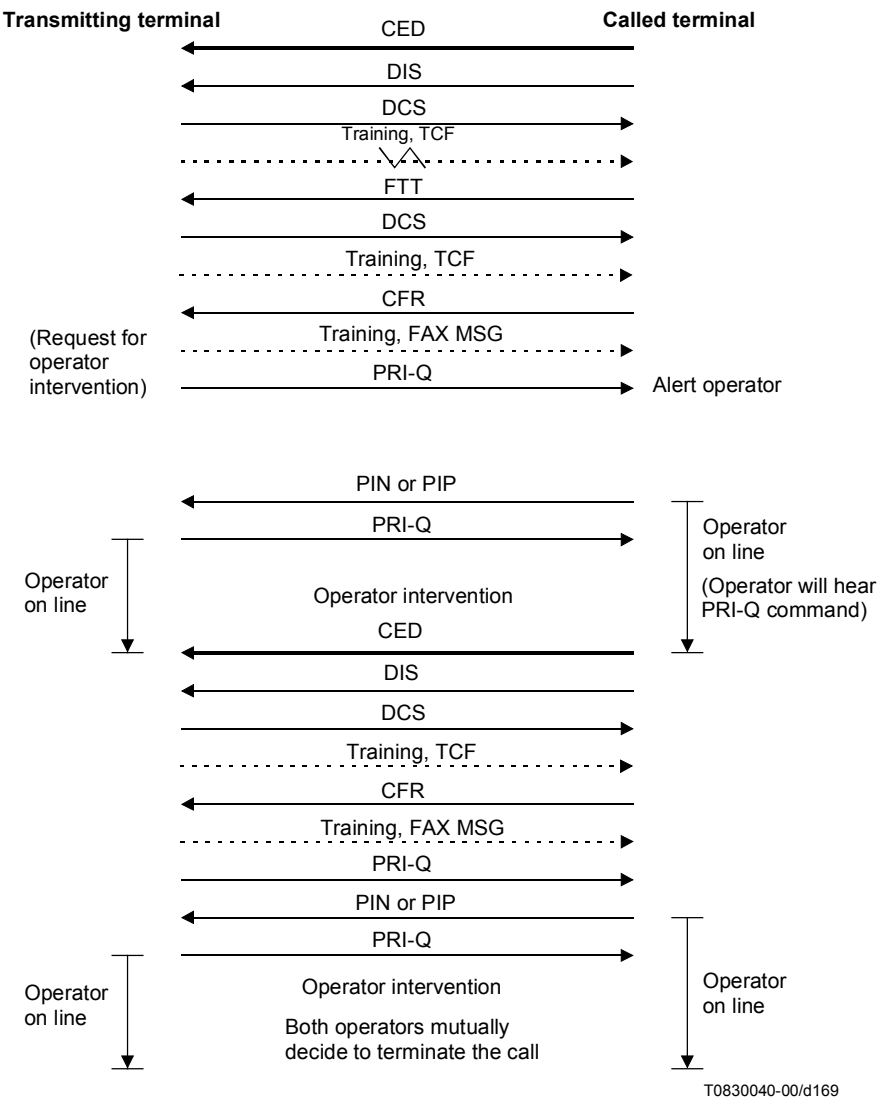 Transmitting terminal
Called terminal
CED
DIS
DCS
Training, TCF
FTT
DCS
Training, TCF
CFR
(Request for
operator
intervention)
Training, FAX MSG
PRI-Q
Alert operator
PIN or PIP
PRI-Q
Operator
on line
Operator intervention
Operator
on line
(Operator will hear
PRI-Q command)
CED
DIS
DCS
Training, TCF
CFR
Training, FAX MSG
PRI-Q
PIN or PIP
PRI-Q
Operator
on line
Operator intervention
Both operators mutually
decide to terminate the call
Operator
on line
T0830040-00/d169